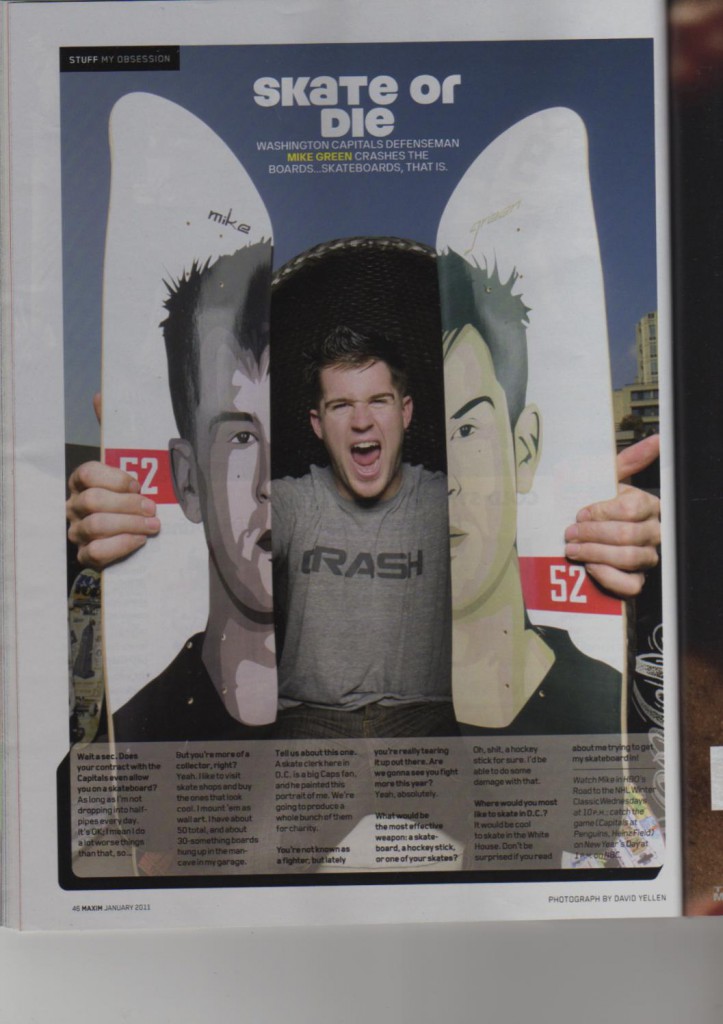 STUFF MY OBSESSION
SKATE OR
DIE
WASHINGTON CAPITALS DEFENSEMAN
MIKE GREEN CRASHES THE
BOARDS...SKATEBOARDS, THAT IS.
mike
green
52
52
CRASH
Wait a sec. Does
your contract with the
Capitals even allow
you on a skateboard?
As long as I'm not
dropping into half-
pipes every day,
it's OK; I mean I do
a lot worse things
than that, so...
But you're more of a
collector, right?
Yeah. I like to visit
skate shops and buy
the ones that look
cool. I mount 'em as
wall art. I have about
50 total, and about
30-something boards
hung up in the man-
cave in my garage.
Tell us about this one.
A skate clerk here in
D.C. is a big Caps fan,
and he painted this
portrait of me. We're
going to produce a
whole bunch of them
for charity.
You're not known as
a fighter, but lately
you're really tearing
it up out there. Are
we gonna see you fight
more this year?
Yeah, absolutely.
What would be
the most effective
weapon: a skate-
board, a hockey stick,
or one of your skates?
Oh, shit, a hockey
stick for sure. I'd be
able to do some
damage with that.
Where would you most
like to skate in D.C.?
It would be cool
to skate in the White
House. Don't be
surprised if you read
about me trying to get
my skateboard in!
Watch Mike in HBO's
Road to the NHL Winter
Classic Wednesdays
at 10 P.M.; catch the
game (Capitals at
Penguins, Heinz Field)
on New Year's Day at
1 P.M. on NBC.
46 MAXIM JANUARY 2011
PHOTOGRAPH BY DAVID YELLEN